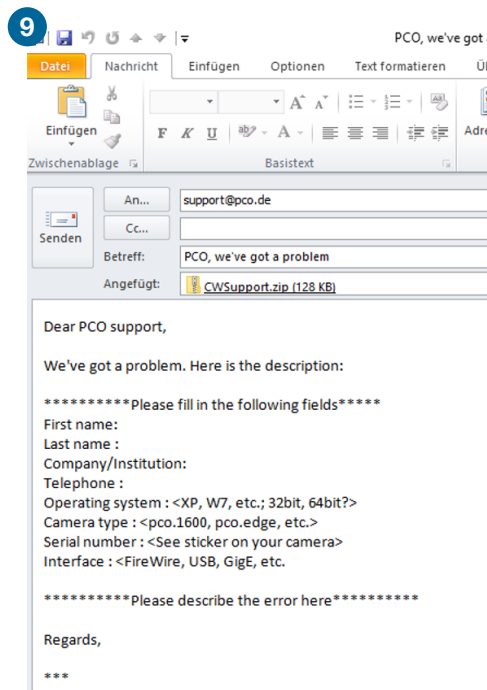 9
PCO, we've got
Datei Nachricht Einfügen Optionen Text formatieren
Einfügen
F K U
Zwischenablage Basistext
Senden
An... support@pco.de
Cc...
Betreff: PCO, we've got a problem
Angefügt: CWSupport.zip (128 KB)
Dear PCO support,
We've got a problem. Here is the description:
**********Please fill in the following fields*****
First name:
Last name :
Company/Institution:
Telephone :
Operating system : <XP, W7, etc.; 32bit, 64bit?>
Camera type : <pco.1600, pco.edge, etc.>
Serial number : <See sticker on your camera>
Interface : <FireWire, USB, GigE, etc.
**********Please describe the error here**********
Regards,
***